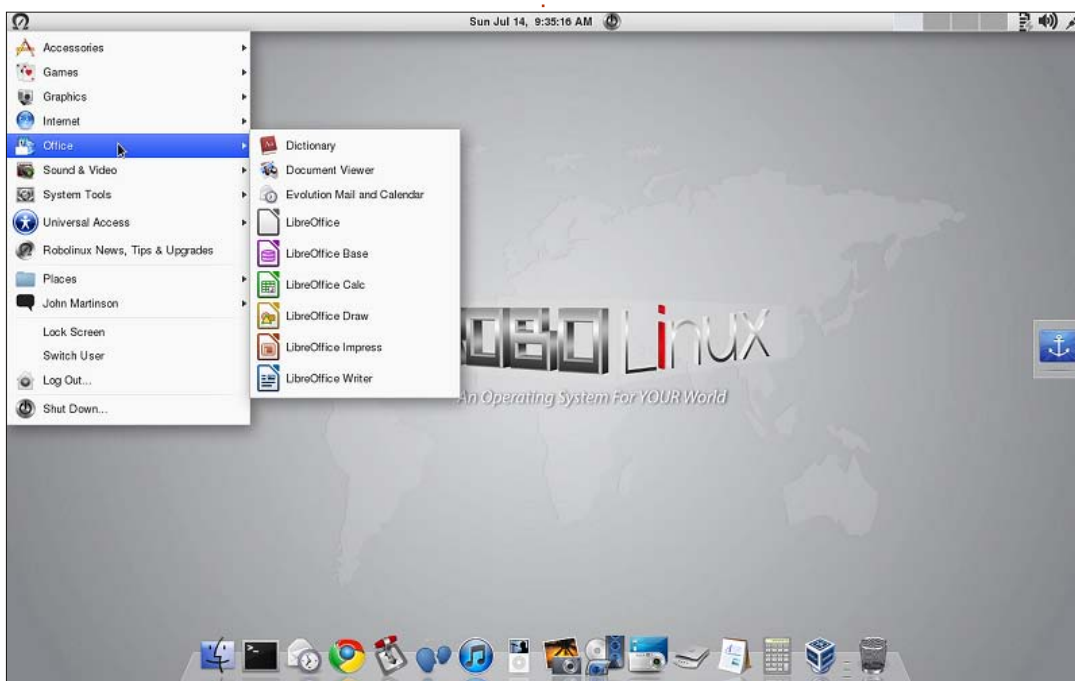 Sun Jul 14, 9:35:16 AM
Accessories
Games
Graphics
Internet
Office
Sound & Video
System Tools
Universal Access
Robolinux News, Tips & Upgrades
Places
John Martinson
Lock Screen
Switch User
Log Out...
Shut Down...
Dictionary
Document Viewer
Evolution Mail and Calendar
LibreOffice
LibreOffice Base
LibreOffice Calc
LibreOffice Draw
LibreOffice Impress
LibreOffice Writer
OBO Linux
An Operating System For YOUR World
>_